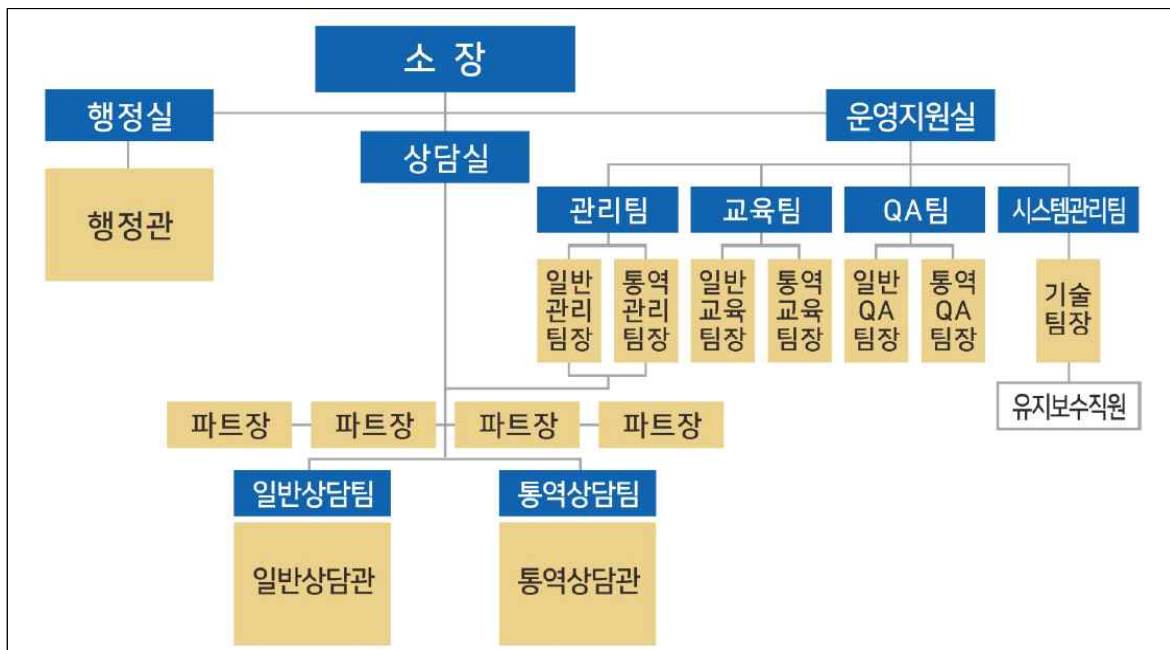 소 장
행정실
운영지원실
상담실
행정관
관리팀
교육팀
QA팀
시스템관리팀
일반
관리
팀장
통역
관리
팀장
일반
교육
팀장
통역
교육
팀장
일반
QA
팀장
통역
QA
팀장
기술
팀장
유지보수직원
파트장
파트장
파트장
파트장
일반상담팀
통역상담팀
일반상담관
통역상담관